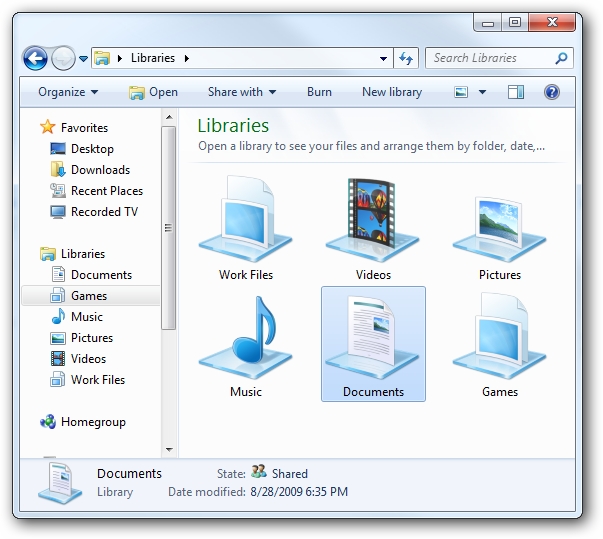 Libraries
Search Libraries
Organize Open Share with Burn New library
Favorites
Desktop
Downloads
Recent Places
Recorded TV
Libraries
Documents
Games
Music
Pictures
Videos
Work Files
Homegroup
Libraries
Open a library to see your files and arrange them by folder, date,...
Work Files Videos Pictures
Music Documents Games
Documents State: Shared
Library Date modified: 8/28/2009 6:35 PM